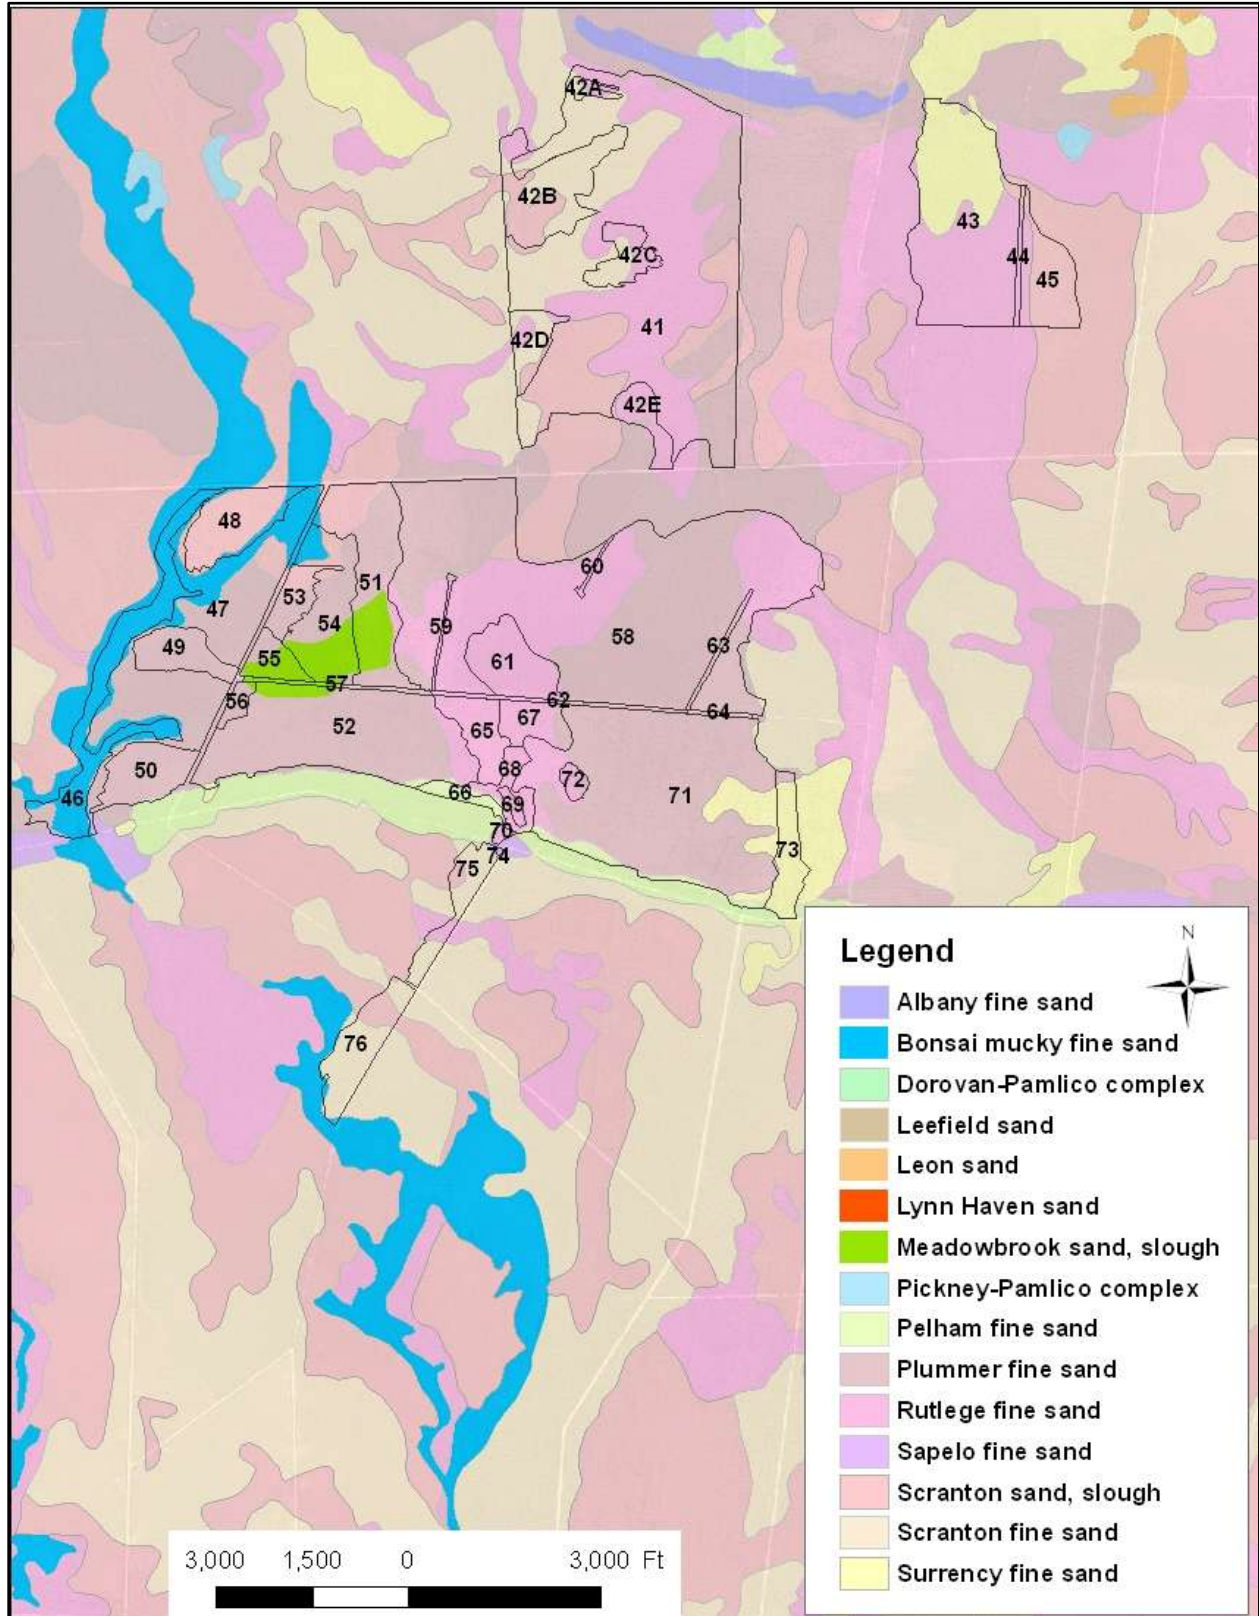 42A
42B
43
42C
44
45
41
42D
42E
48
60
51
53
47
54
59
58
49
63
55
61
57
56
62
64
52
65
67
50
68
72
46
66
71
69
70
73
74
75
76
Legend
N
Albany fine sand
Bonsai mucky fine sand
Dorovan-Pamlico complex
Leefield sand
Leon sand
Lynn Haven sand
Meadowbrook sand, slough
Pickney-Pamlico complex
Pelham fine sand
Plummer fine sand
Rutlege fine sand
Sapelo fine sand
Scranton sand, slough
Scranton fine sand
Surrency fine sand
3,000 1,500 0 3,000 Ft